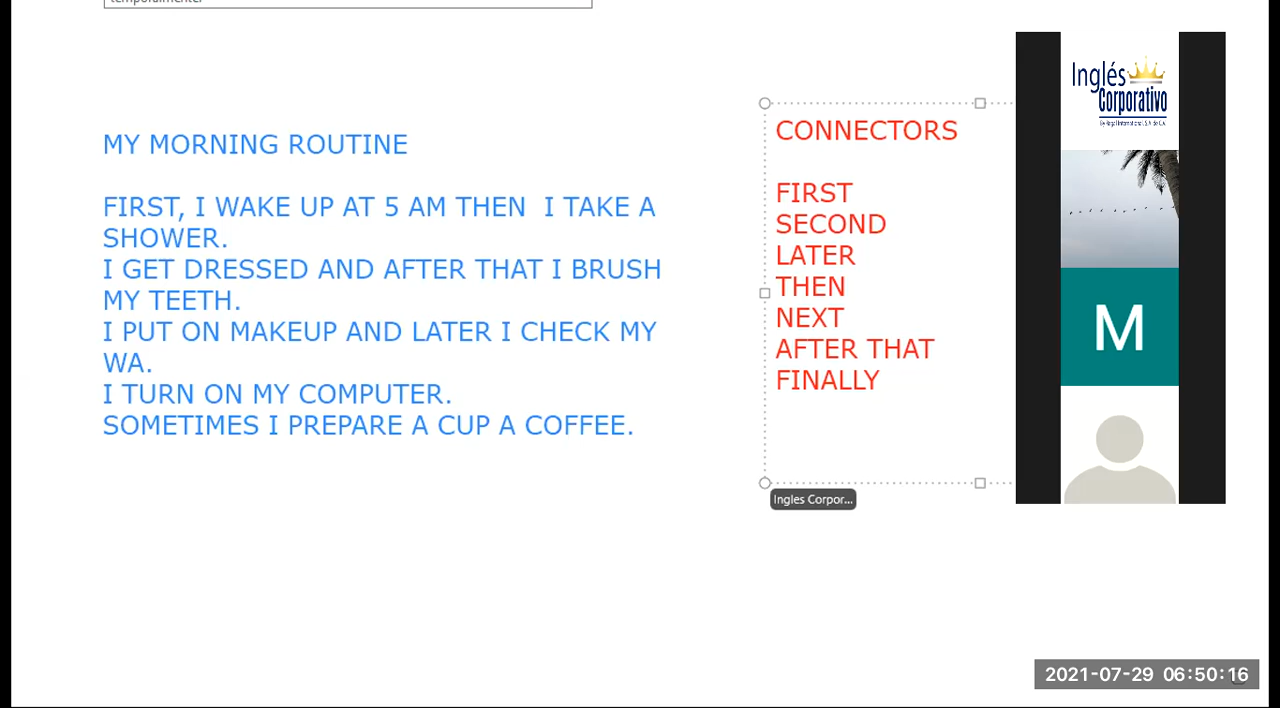 temporalmente.
MY MORNING ROUTINE
FIRST, I WAKE UP AT 5 AM THEN  I TAKE A
SHOWER.
I GET DRESSED AND AFTER THAT I BRUSH
MY TEETH.
I PUT ON MAKEUP AND LATER I CHECK MY
WA.
I TURN ON MY COMPUTER.
SOMETIMES I PREPARE A CUP A COFFEE.
CONNECTORS
FIRST
SECOND
LATER
THEN
NEXT
AFTER THAT
FINALLY
Ingles Corpor...
Inglés
Corporativo
M
2021-07-29 06:50:16